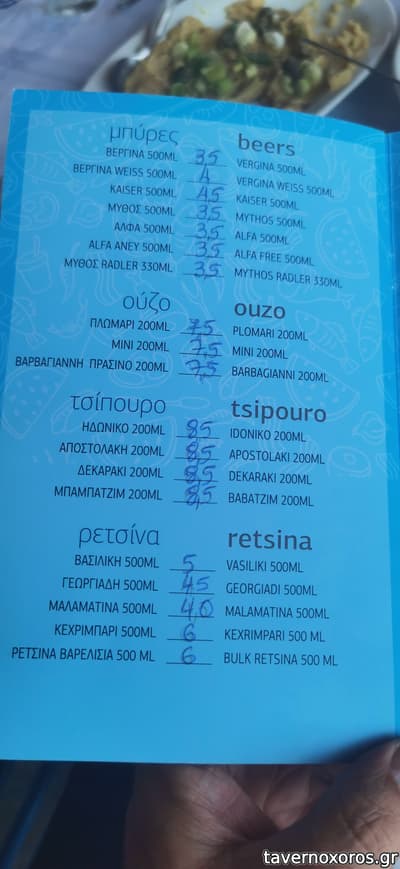 μπύρες beers
ΒΕΡΓΙΝΑ 500ML 3,5 VERGINA 500ML
ΒΕΡΓΙΝΑ WEISS 500ML 4 VERGINA WEISS 500ML
KAISER 500ML 4,5 KAISER 500ML
ΜΥΘΟΣ 500ML 3,5 MYTHOS 500ML
ΑΛΦΑ 500ML 3,5 ALFA 500ML
ALFA ANEY 500ML 3,5 ALFA FREE 500ML
ΜΥΘΟΣ RADLER 330ML 3,5 MYTHOS RADLER 330ML
ούζο ouzo
ΠΛΩΜΑΡΙ 200ML 7,5 PLOMARI 200ML
ΜΙΝΙ 200ML 7,5 MINI 200ML
ΒΑΡΒΑΓΙΑΝΝΗ ΠΡΑΣΙΝΟ 200ML 7,5 BARBAGIANNI 200ML
τσίπουρο tsipouro
ΗΔΩΝΙΚΟ 200ML 8,5 IDONIKO 200ML
ΑΠΟΣΤΟΛΑΚΗ 200ML 8,5 APOSTOLAKI 200ML
ΔΕΚΑΡΑΚΙ 200ML 8,5 DEKARAKI 200ML
ΜΠΑΜΠΑΤΖΙΜ 200ML 8,5 BABATZIM 200ML
ρετσίνα retsina
ΒΑΣΙΛΙΚΗ 500ML 5 VASILIKI 500ML
ΓΕΩΡΓΙΑΔΗ 500ML 4,5 GEORGIADI 500ML
ΜΑΛΑΜΑΤΙΝΑ 500ML 4,0 MALAMATINA 500ML
ΚΕΧΡΙΜΠΑΡΙ 500ML 6 KEXRIMPARI 500 ML
ΡΕΤΣΙΝΑ ΒΑΡΕΛΙΣΙΑ 500 ML 6 BULK RETSINA 500 ML
tavernoxoros.gr